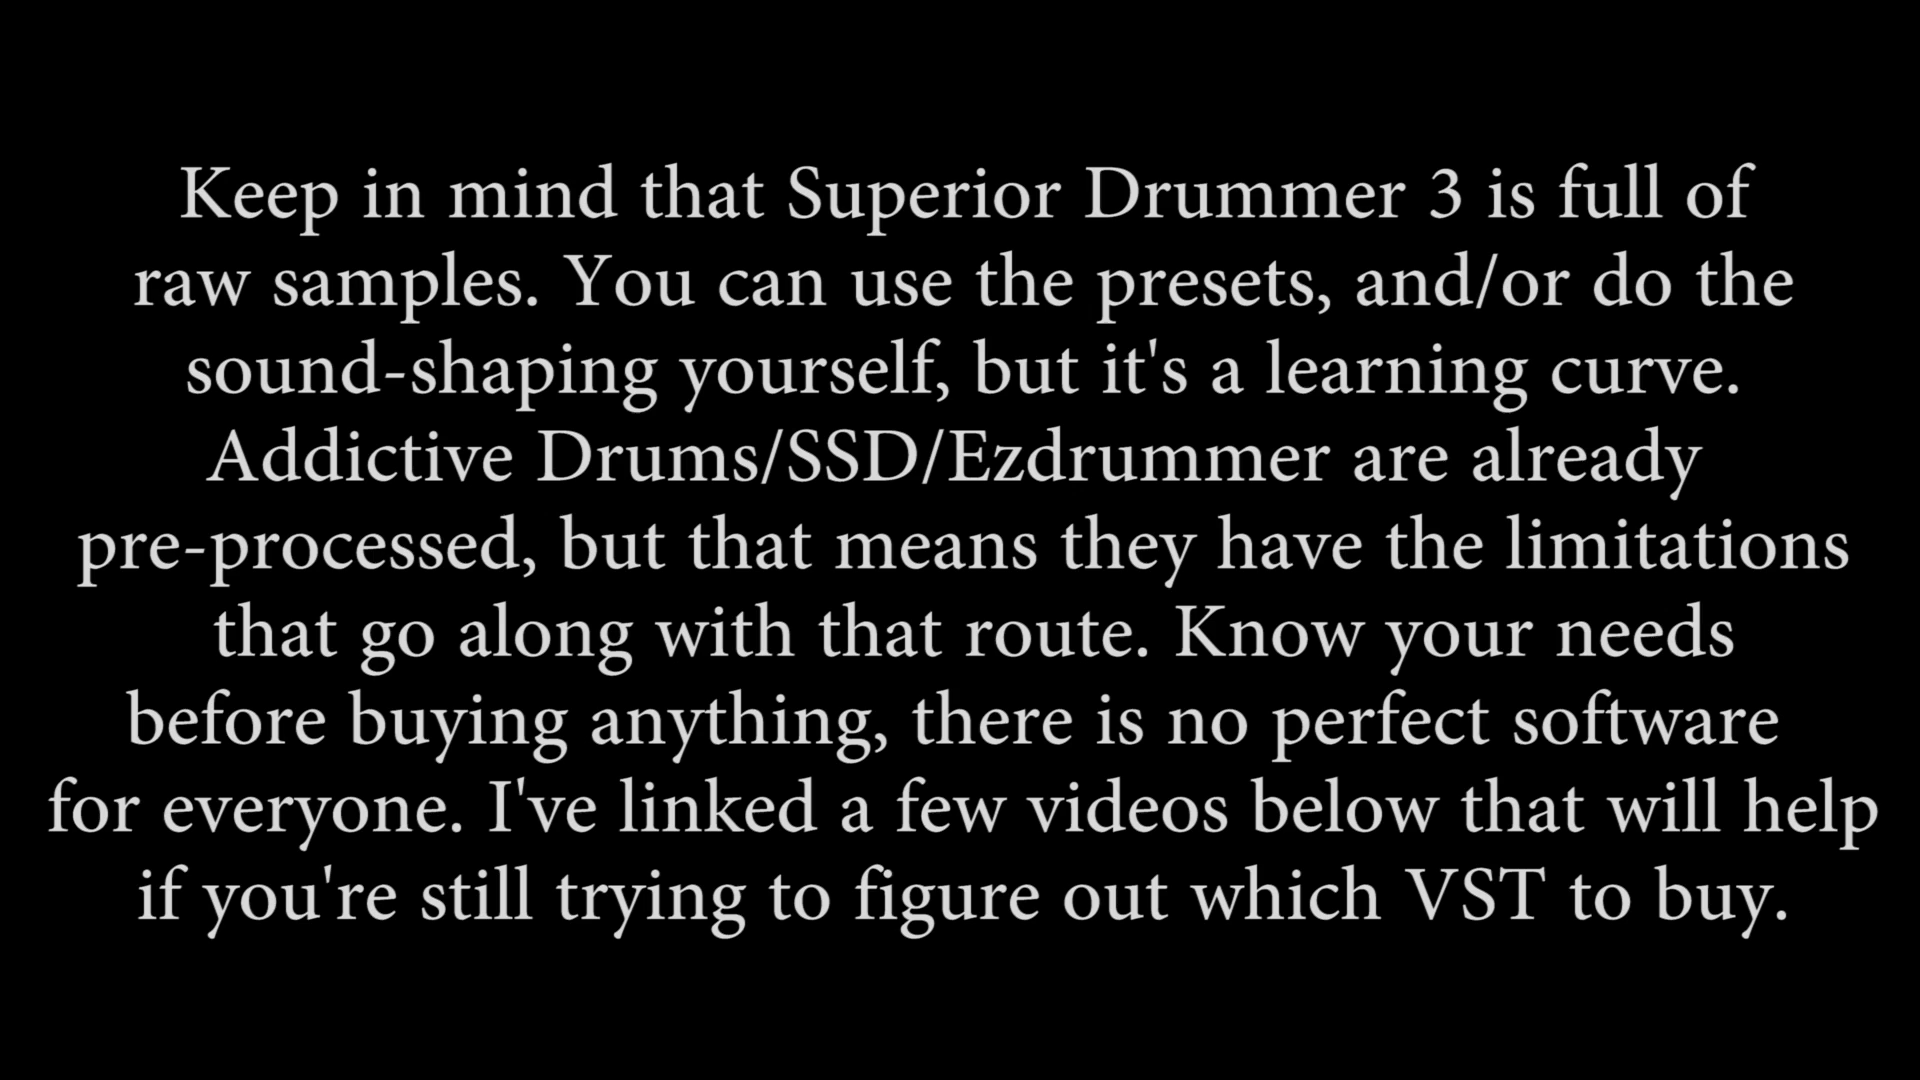 Keep in mind that Superior Drummer 3 is full of
raw samples. You can use the presets, and/or do the
sound-shaping yourself, but it's a learning curve.
Addictive Drums/SSD/Ezdrummer are already
pre-processed, but that means they have the limitations
that go along with that route. Know your needs
before buying anything, there is no perfect software
for everyone. I've linked a few videos below that will help
if you're still trying to figure out which VST to buy.